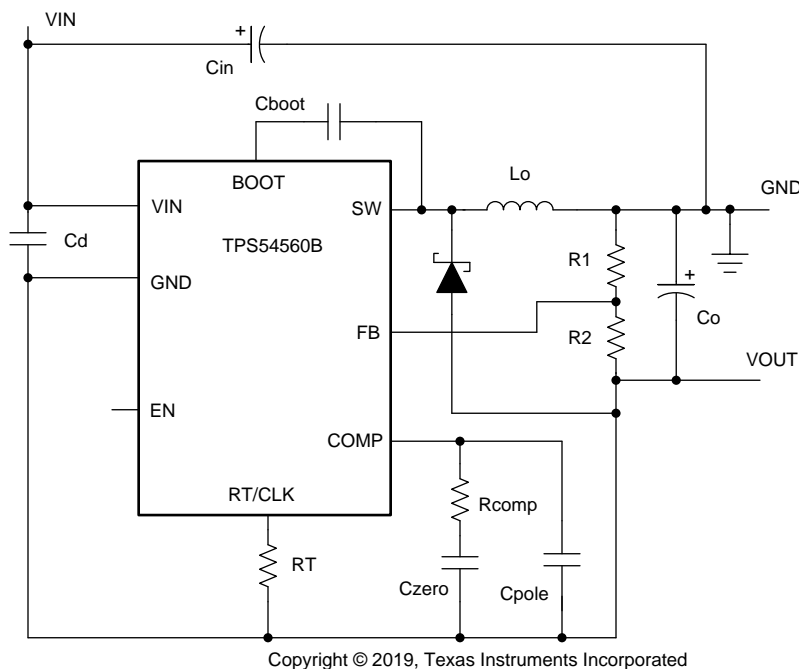 VIN
+
Cin
Cboot
BOOT
Lo
GND
VIN
SW
Cd
TPS54560B
R1
+
GND
Co
FB
R2
VOUT
EN
COMP
RT/CLK
Rcomp
RT
Czero
Cpole
Copyright © 2019, Texas Instruments Incorporated